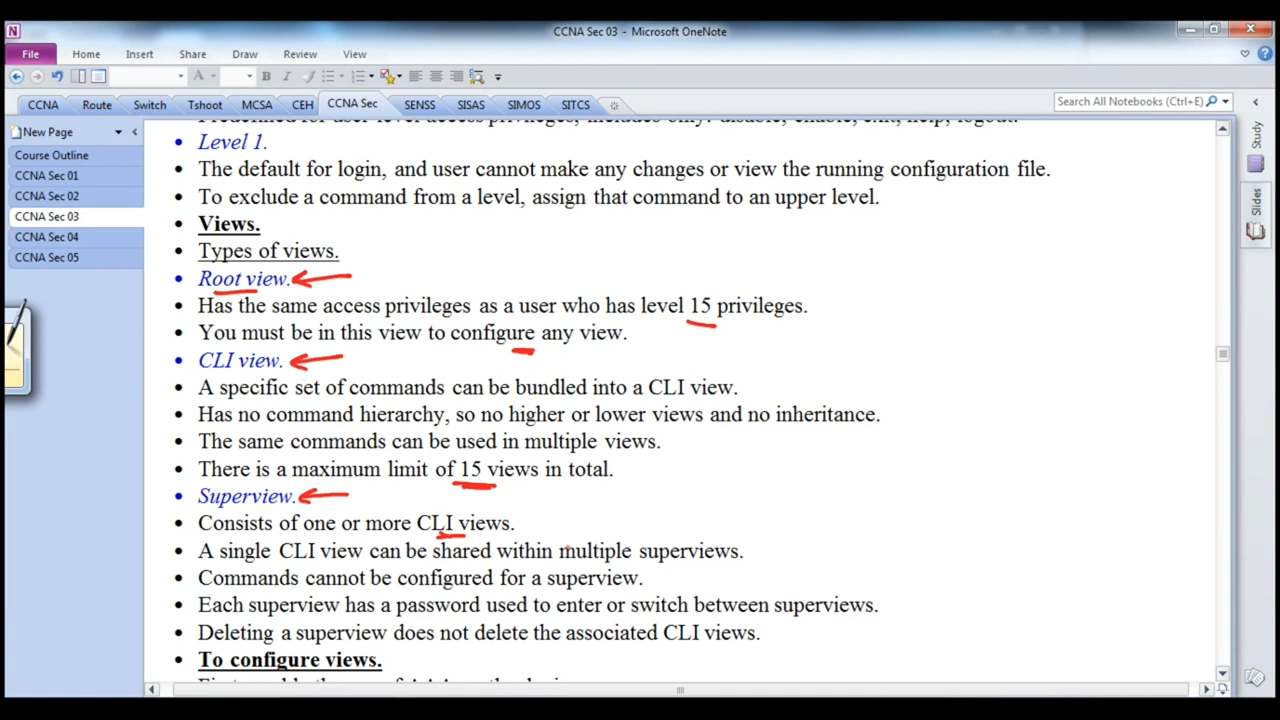 CCNA Sec 03 - Microsoft OneNote
File Home Insert Share Draw Review View
CCNA Route Switch Tshoot MCSA CEH CCNA Sec SENSS SISAS SIMOS SITCS
Search All Notebooks (Ctrl+E)
New Page
Course Outline
CCNA Sec 01
CCNA Sec 02
CCNA Sec 03
CCNA Sec 04
CCNA Sec 05
Study
Slides
Level 1.
• The default for login, and user cannot make any changes or view the running configuration file.
• To exclude a command from a level, assign that command to an upper level.
• Views.
• Types of views.
• Root view.
• Has the same access privileges as a user who has level 15 privileges.
• You must be in this view to configure any view.
• CLI view.
• A specific set of commands can be bundled into a CLI view.
• Has no command hierarchy, so no higher or lower views and no inheritance.
• The same commands can be used in multiple views.
• There is a maximum limit of 15 views in total.
• Superview.
• Consists of one or more CLI views.
• A single CLI view can be shared within multiple superviews.
• Commands cannot be configured for a superview.
• Each superview has a password used to enter or switch between superviews.
• Deleting a superview does not delete the associated CLI views.
• To configure views.